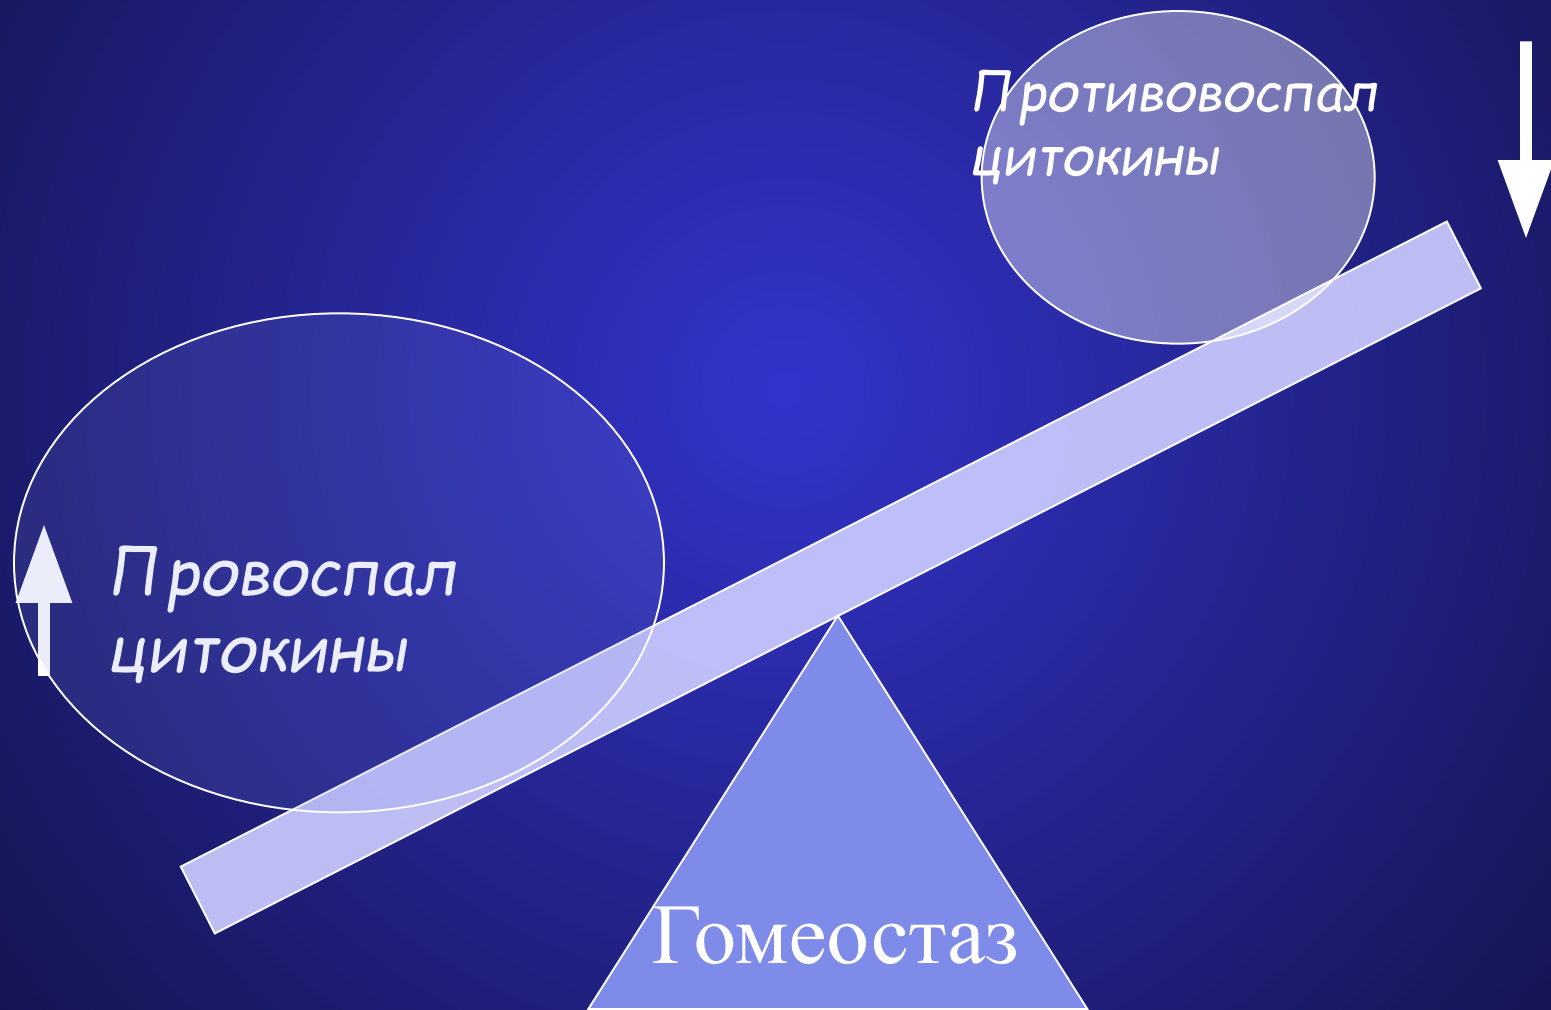 Противовоспал
цитокины
Провоспал
цитокины
Гомеостаз